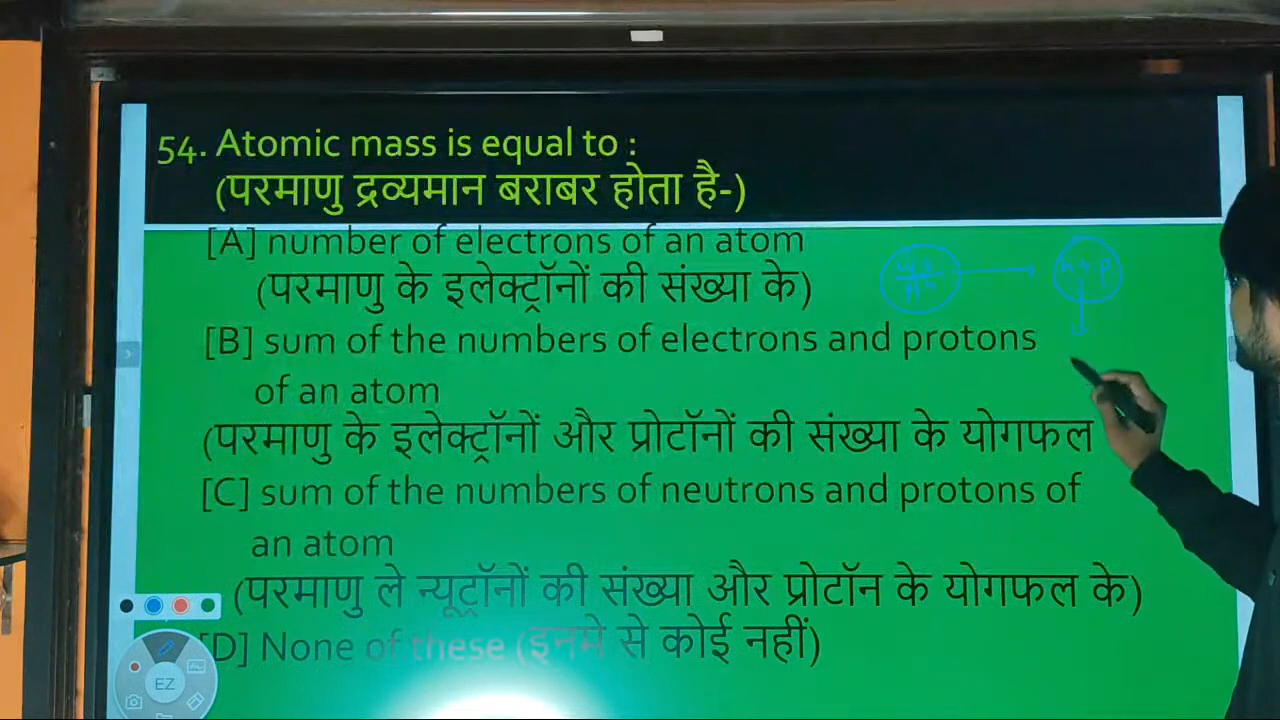 54. Atomic mass is equal to :
(परमाणु द्रव्यमान बराबर होता है-)
[A] number of electrons of an atom
(परमाणु के इलेक्ट्रॉनों की संख्या के)
n + p
[B] sum of the numbers of electrons and protons
of an atom
(परमाणु के इलेक्ट्रॉनों और प्रोटॉनों की संख्या के योगफल
[C] sum of the numbers of neutrons and protons of
an atom
(परमाणु ले न्यूट्रॉनों की संख्या और प्रोटॉन के योगफल के)
[D] None of these (इनमे से कोई नहीं)
EZ